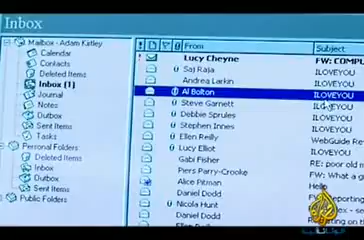 Inbox
Mailbox - Adam Katley
Calendar
Contacts
Deleted Items
Inbox (1)
Journal
Notes
Outbox
Sent Items
Tasks
Personal Folders
Deleted Items
Inbox
Outbox
Sent Items
Public Folders
From Subject
Lucy Cheyne FW: COMPU
Saj Raja ILOVEYOU
Andrea Larkin ILOVEYOU
Al Bolton ILOVEYOU
Steve Garnett ILOVEYOU
Debbie Sprules ILOVEYOU
Stephen Innes ILOVEYOU
Ellen Reilly WebGuide Re
Lucy Elliot ILOVEYOU
Gabi Fisher RE: poor old m
Piers Parry-Crooke FW: What a g
Alice Pitman Hello
Daniel Dodd
Nicola Hunt
Daniel Dodd